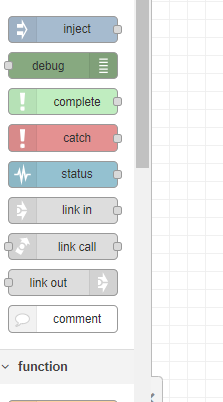 inject
debug
complete
catch
status
link in
link call
link out
comment
function